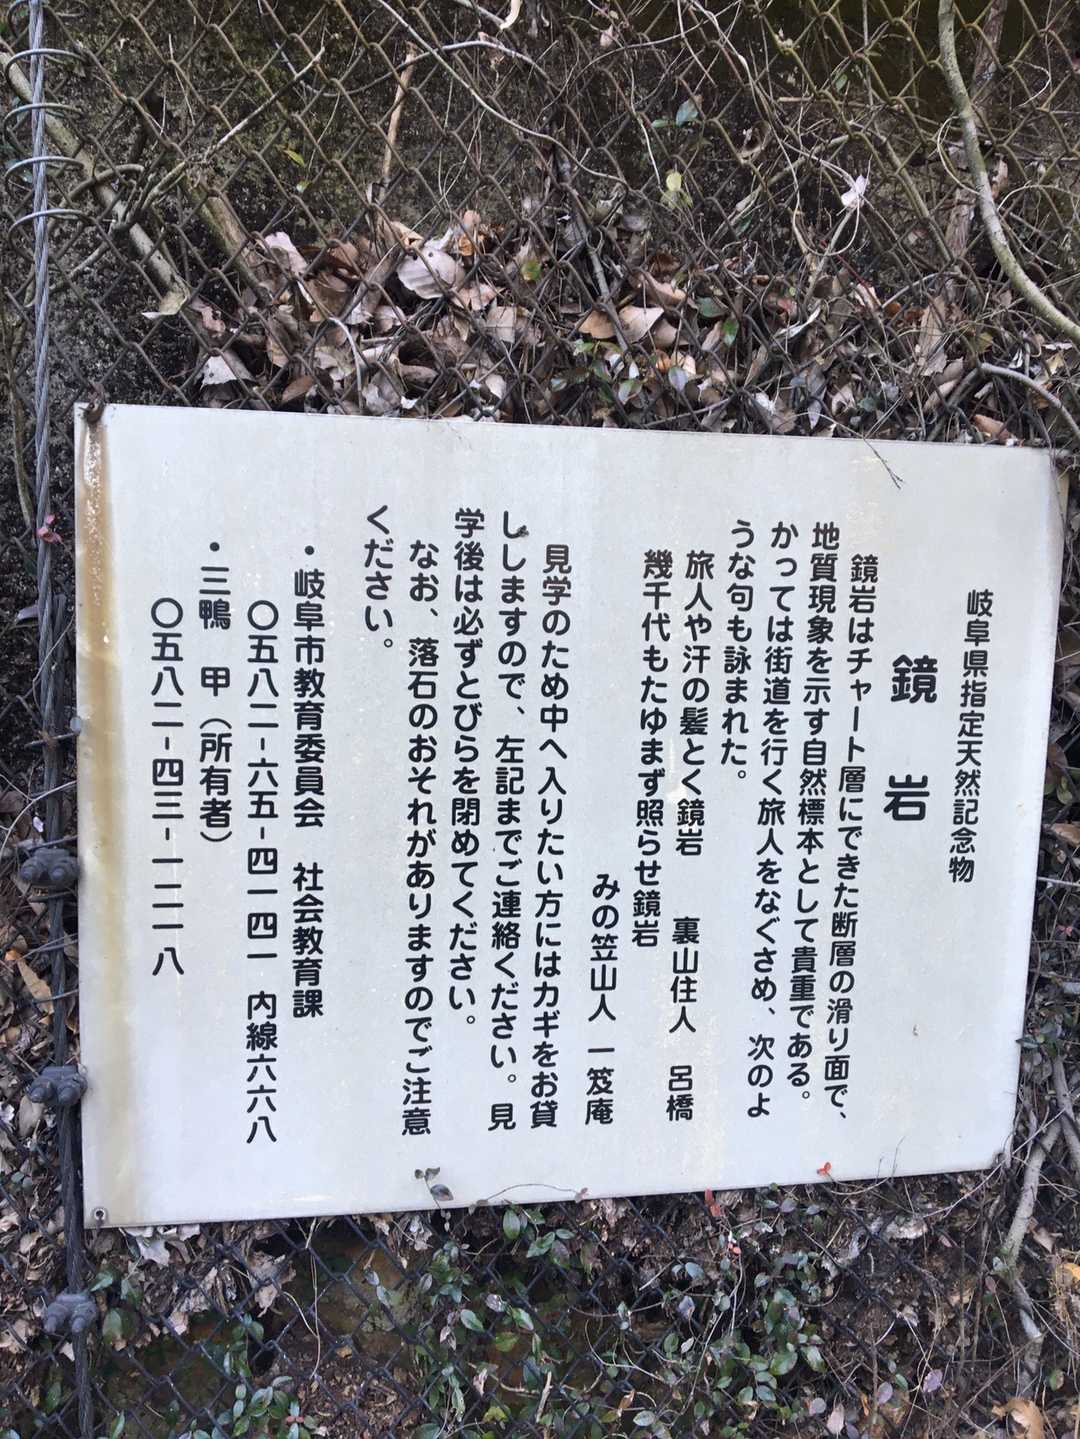 岐阜県指定天然記念物
鏡岩
鏡岩はチャート層にできた断層の滑り面で、
地質現象を示す自然標本として貴重である。
かつては街道を行く旅人をなぐさめ、次のよ
うな句も詠まれた。
旅人や汗の髪とく鏡岩　裏山住人　呂橋
幾千代もたゆまず照らせ鏡岩
みの笠山人　一笈庵
見学のため中へ入りたい方にはカギをお貸
ししますので、左記までご連絡ください。見
学後は必ずとびらを閉めてください。
なお、落石のおそれがありますのでご注意
ください。
・岐阜市教育委員会　社会教育課
〇五八二-六五-四一四一　内線六六六八
・三鴨　甲（所有者）
〇五八二-四三-一二一八